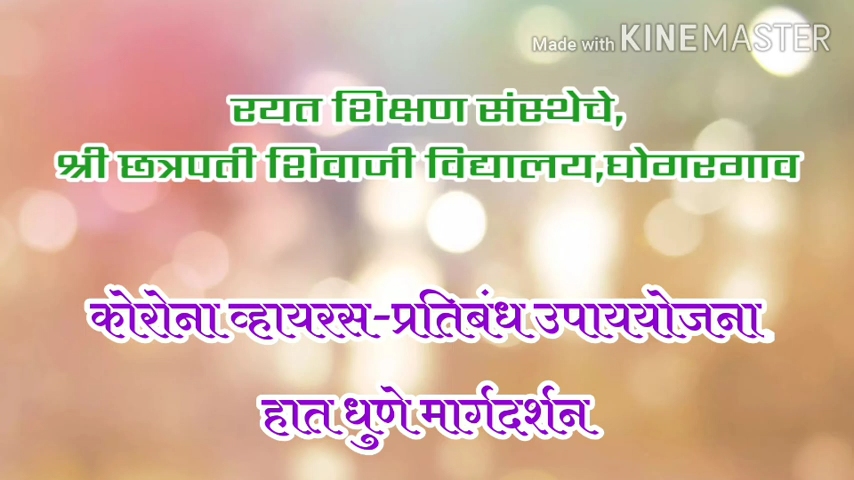 Made with KINEMASTER
रयत शिक्षण संस्थेचे,
श्री छत्रपती शिवाजी विद्यालय,घोगरगाव
कोरोना व्हायरस-प्रतिबंध उपाययोजना
हात धुणे मार्गदर्शन